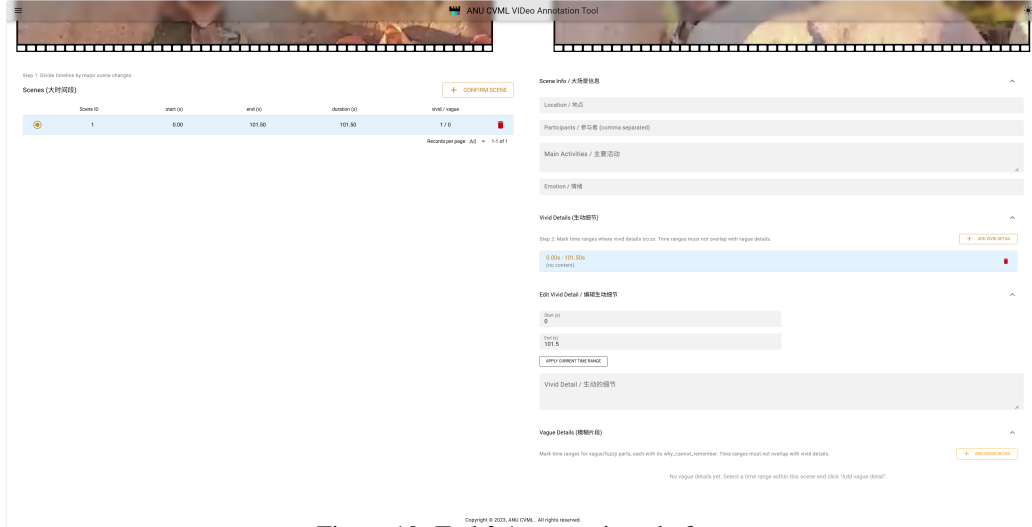 ANU CVML VIDeo Annotation Tool
Step 1: Divide timeline by major scene changes
Scenes (大时间段)
+ CONFIRM SCENE
Scene ID start (s) end (s) duration (s) vivid / vague
1 0.00 101.50 101.50 1 / 0
Records per page: All 1-1 of 1
Scene Info / 大场景信息
Location / 地点
Participants / 参与者 (comma separated)
Main Activities / 主要活动
Emotion / 情绪
Vivid Details (生动细节)
Step 2: Mark time ranges where vivid details occur. Time ranges must not overlap with vague details.
+ ADD VIVID DETAIL
0.00s - 101.50s
(no content)
Edit Vivid Detail / 编辑生动细节
Start (s)
0
End (s)
101.5
APPLY CURRENT TIME RANGE
Vivid Detail / 生动的细节
Vague Details (模糊片段)
Mark time ranges for vague/fuzzy parts, each with its why_cannot_remember. Time ranges must not overlap with vivid details.
+ ADD VAGUE DETAIL
No vague details yet. Select a time range within this scene and click "Add vague detail".
Copyright © 2023, ANU CVML . All rights reserved.